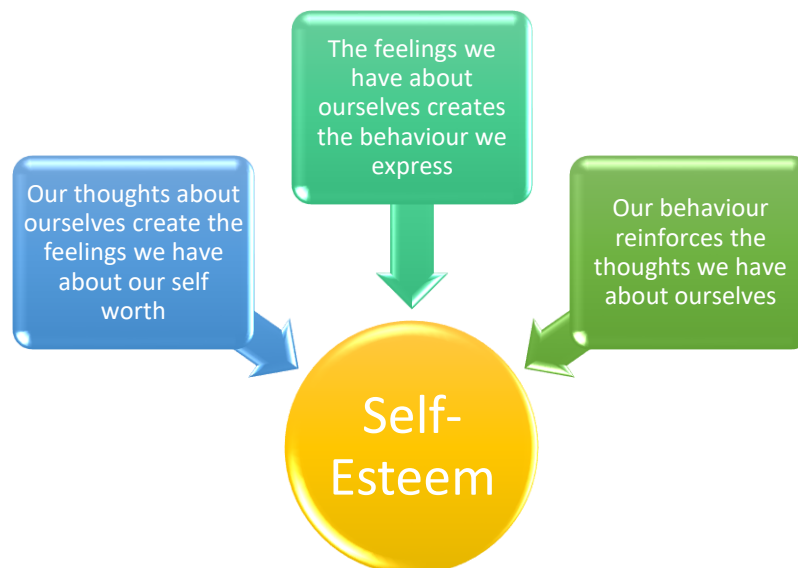 Our thoughts about
ourselves create the
feelings we have
about our self
worth
The feelings we
have about
ourselves creates
the behaviour we
express
Our behaviour
reinforces the
thoughts we have
about ourselves
Self-
Esteem